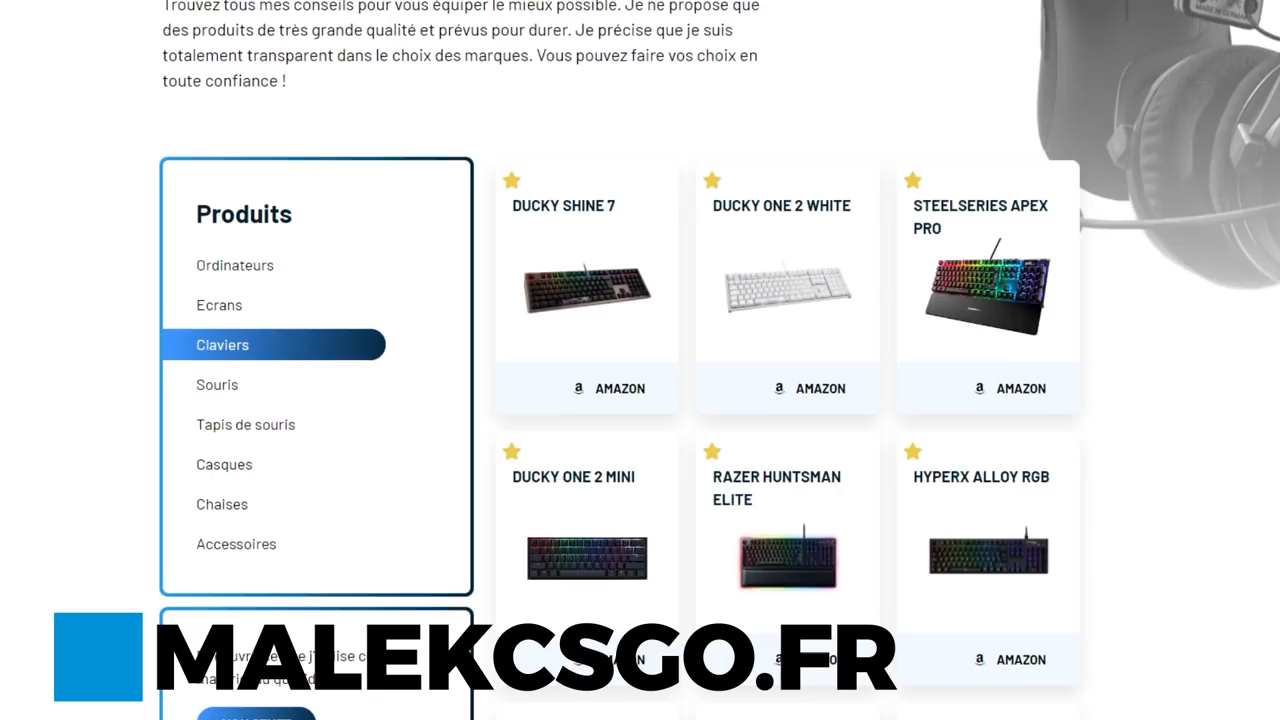 Trouvez tous mes conseils pour vous équiper le mieux possible. Je ne propose que
des produits de très grande qualité et prévus pour durer. Je précise que je suis
totalement transparent dans le choix des marques. Vous pouvez faire vos choix en
toute confiance !
Produits
Ordinateurs
Ecrans
Claviers
Souris
Tapis de souris
Casques
Chaises
Accessoires
DUCKY SHINE 7
AMAZON
DUCKY ONE 2 WHITE
AMAZON
STEELSERIES APEX
PRO
AMAZON
DUCKY ONE 2 MINI
RAZER HUNTSMAN
ELITE
HYPERX ALLOY RGB
AMAZON
MALEKCSGO.FR